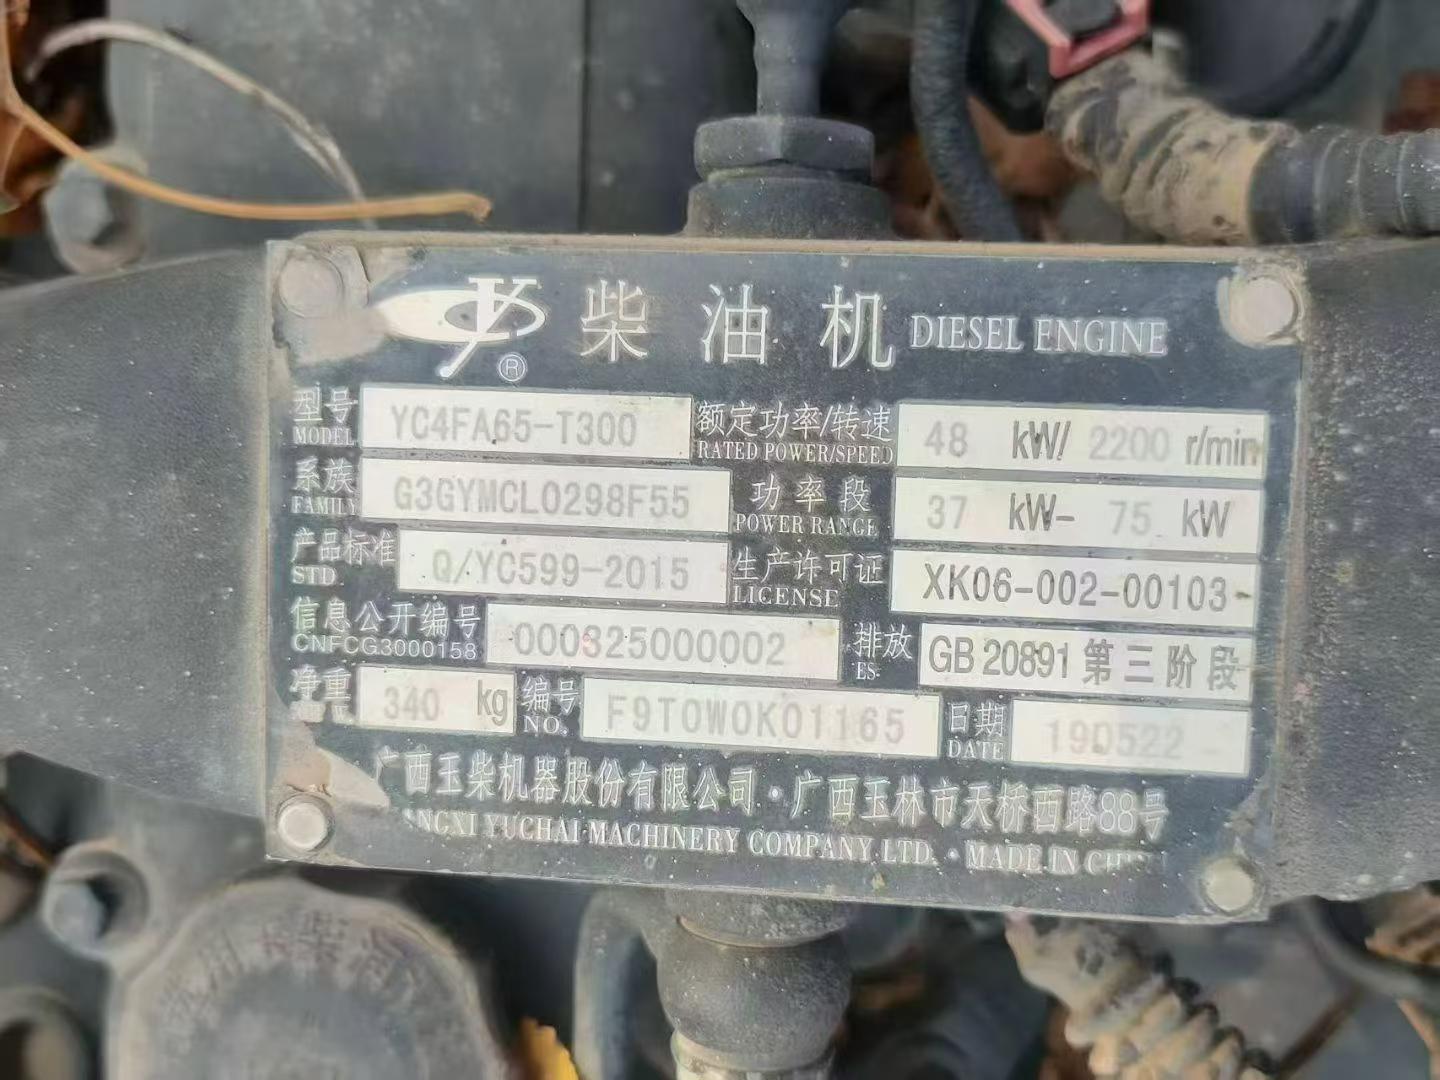 柴油机 DIESEL ENGINE
®
型号 MODEL YC4FA65-T300 额定功率/转速 RATED POWER/SPEED 48 kW/ 2200 r/min
系族 FAMILY G3GYMCL0298F55 功率段 POWER RANGE 37 kW- 75 kW
产品标准 STD. Q/YC599-2015 生产许可证 LICENSE XK06-002-00103
信息公开编号 CNFCG3000158 000325000002 排放 ES. GB 20891 第三阶段
净重 340 kg 编号 NO. F9T0W0K01165 日期 DATE 190522
广西玉柴机器股份有限公司·广西玉林市天桥西路88号
YUCHAI MACHINERY COMPANY LTD. · MADE IN